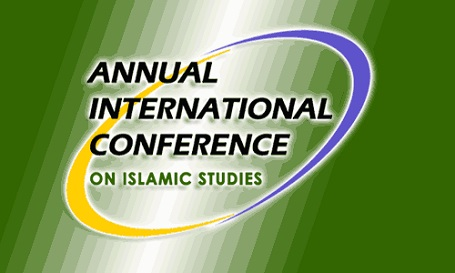 ANNUAL
INTERNATIONAL
CONFERENCE
ON ISLAMIC STUDIES